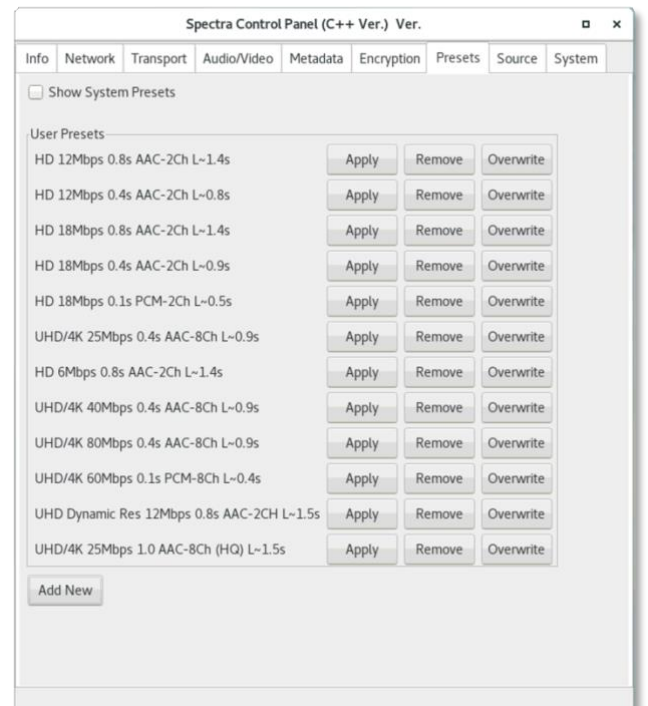 Spectra Control Panel (C++ Ver.) Ver.
Info Network Transport Audio/Video Metadata Encryption Presets Source System
Show System Presets
User Presets
HD 12Mbps 0.8s AAC-2Ch L~1.4s Apply Remove Overwrite
HD 12Mbps 0.4s AAC-2Ch L~0.8s Apply Remove Overwrite
HD 18Mbps 0.8s AAC-2Ch L~1.4s Apply Remove Overwrite
HD 18Mbps 0.4s AAC-2Ch L~0.9s Apply Remove Overwrite
HD 18Mbps 0.1s PCM-2Ch L~0.5s Apply Remove Overwrite
UHD/4K 25Mbps 0.4s AAC-8Ch L~0.9s Apply Remove Overwrite
HD 6Mbps 0.8s AAC-2Ch L~1.4s Apply Remove Overwrite
UHD/4K 40Mbps 0.4s AAC-8Ch L~0.9s Apply Remove Overwrite
UHD/4K 80Mbps 0.4s AAC-8Ch L~0.9s Apply Remove Overwrite
UHD/4K 60Mbps 0.1s PCM-8Ch L~0.4s Apply Remove Overwrite
UHD Dynamic Res 12Mbps 0.8s AAC-2CH L~1.5s Apply Remove Overwrite
UHD/4K 25Mbps 1.0 AAC-8Ch (HQ) L~1.5s Apply Remove Overwrite
Add New